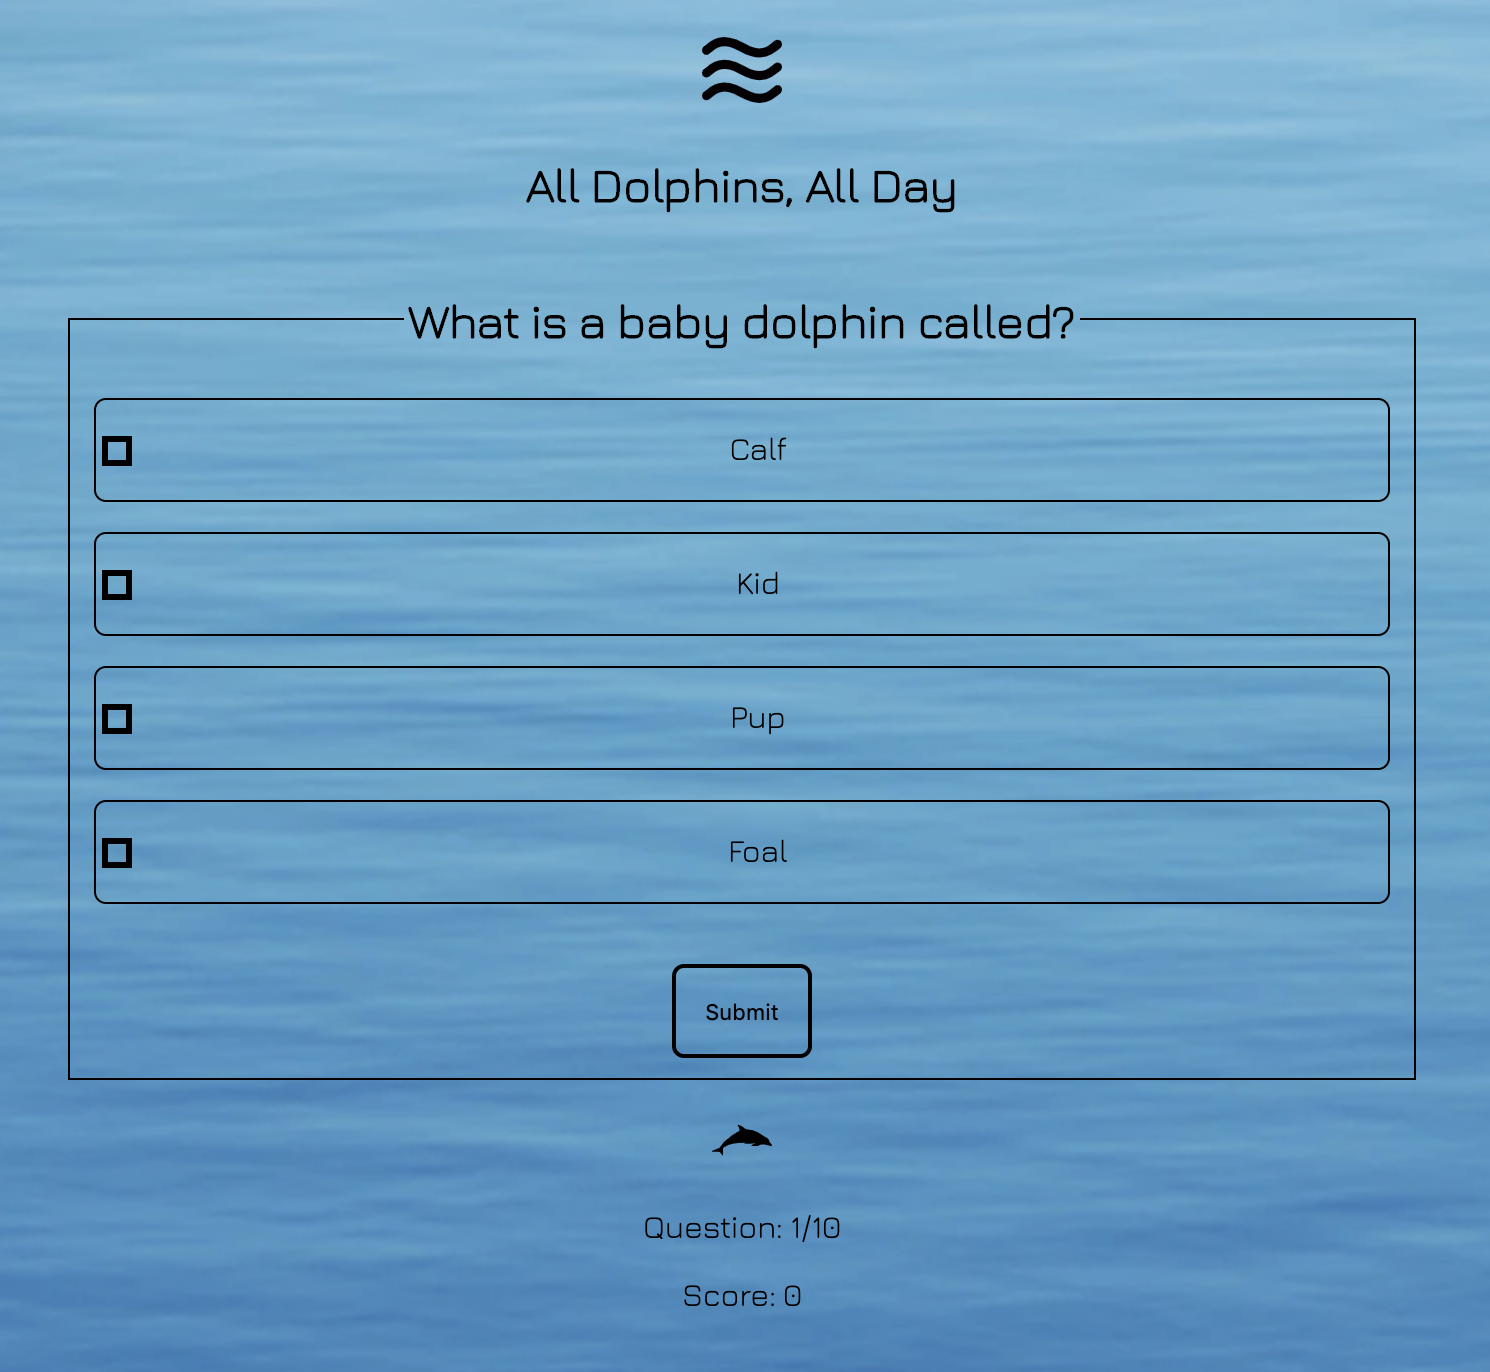 All Dolphins, All Day
What is a baby dolphin called?
Calf
Kid
Pup
Foal
Submit
Question: 1/10
Score: 0